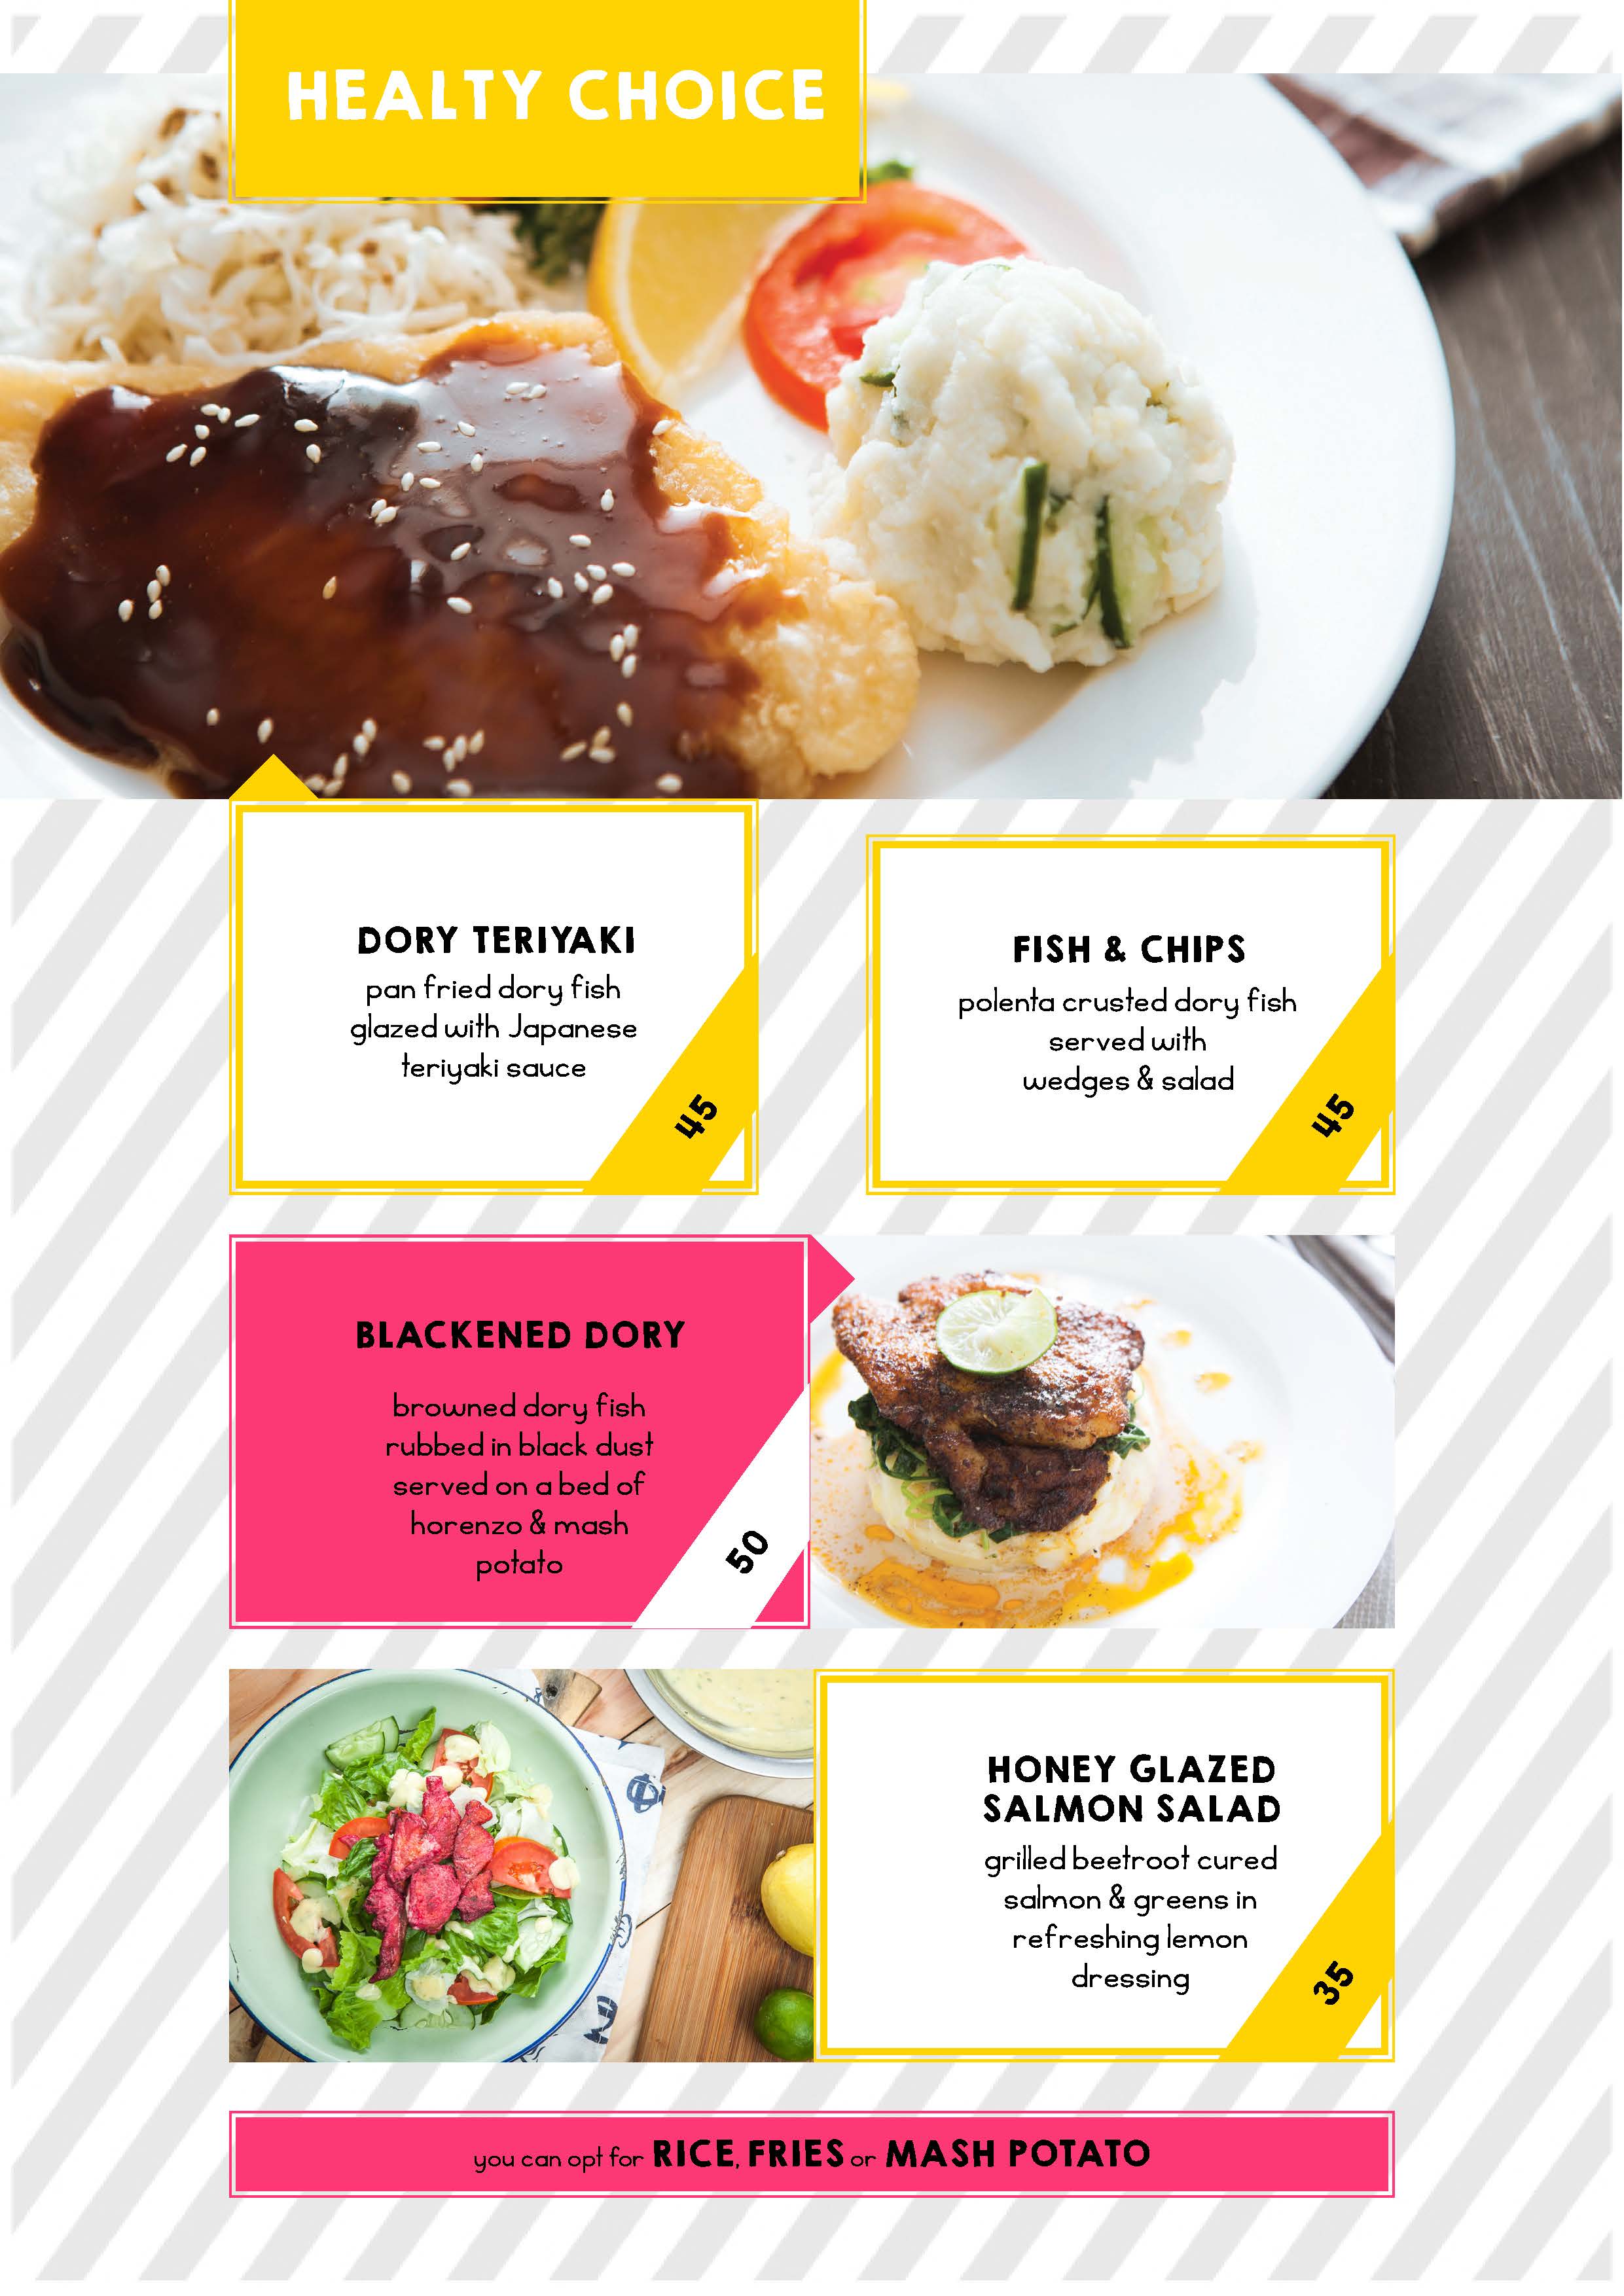 HEALTY CHOICE
DORY TERIYAKI
pan fried dory fish
glazed with Japanese
teriyaki sauce
45
FISH & CHIPS
polenta crusted dory fish
served with
wedges & salad
45
BLACKENED DORY
browned dory fish
rubbed in black dust
served on a bed of
horenzo & mash
potato
50
HONEY GLAZED
SALMON SALAD
grilled beetroot cured
salmon & greens in
refreshing lemon
dressing
35
you can opt for RICE, FRIES or MASH POTATO